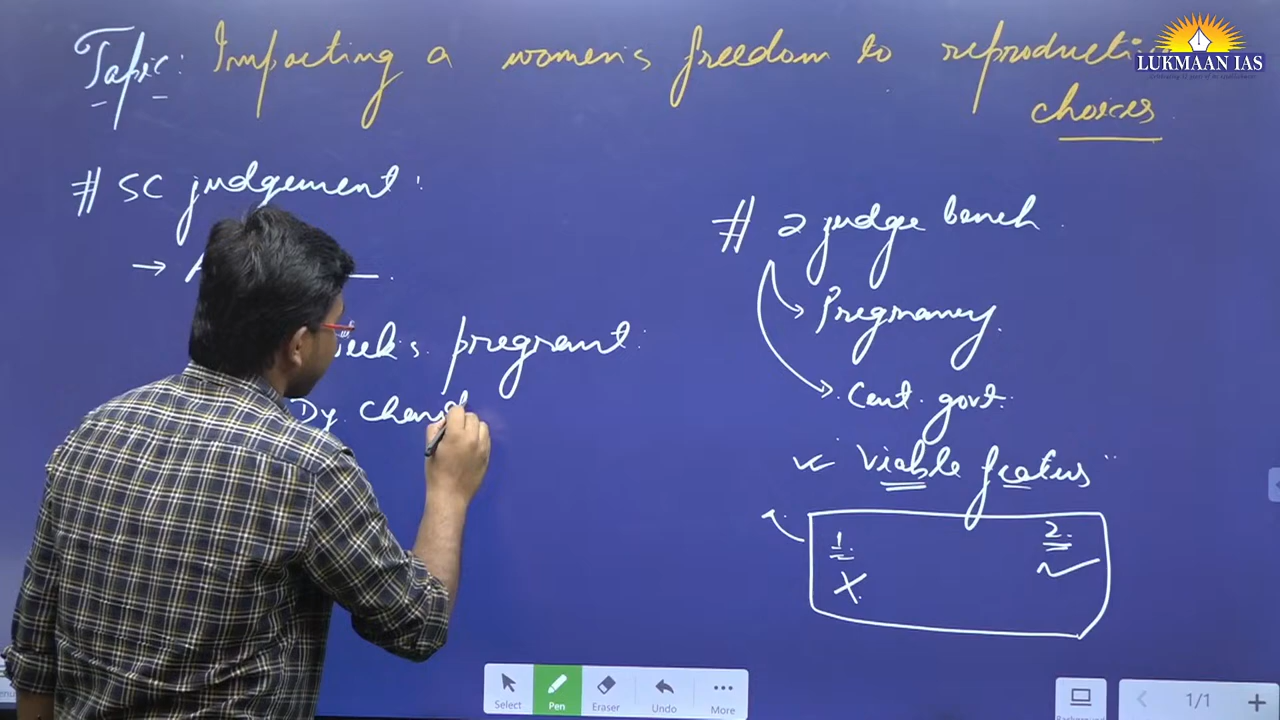 Topic: Impacting a women's freedom to reproductive
choices
LUKMAAN IAS
# SC judgement:
→ A
weeks pregnant.
Dy. Chand
# 2 judge bench
Pregnancy.
Cent. govt.
✓ "Viable feotus"
1. 2.
X ✓
Select Pen Eraser Undo More
1/1